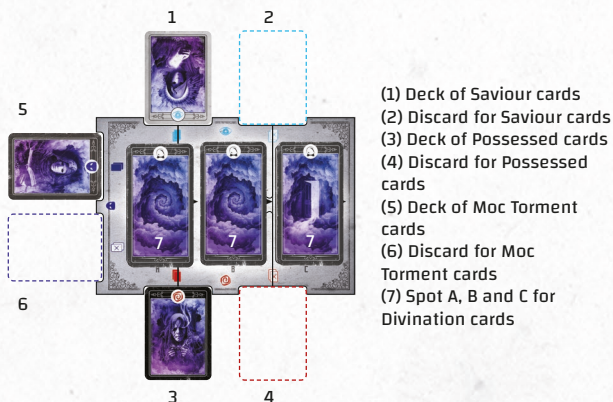 1
2
5
(1) Deck of Saviour cards
(2) Discard for Saviour cards
(3) Deck of Possessed
(4) Discard for Possessed
cards
(5) Deck of Moc Torment
cards
(6) Discard for Moc
Torment cards
(7) Spot A, B and C for
Divination cards
7 7 7
A B C
6
3
4